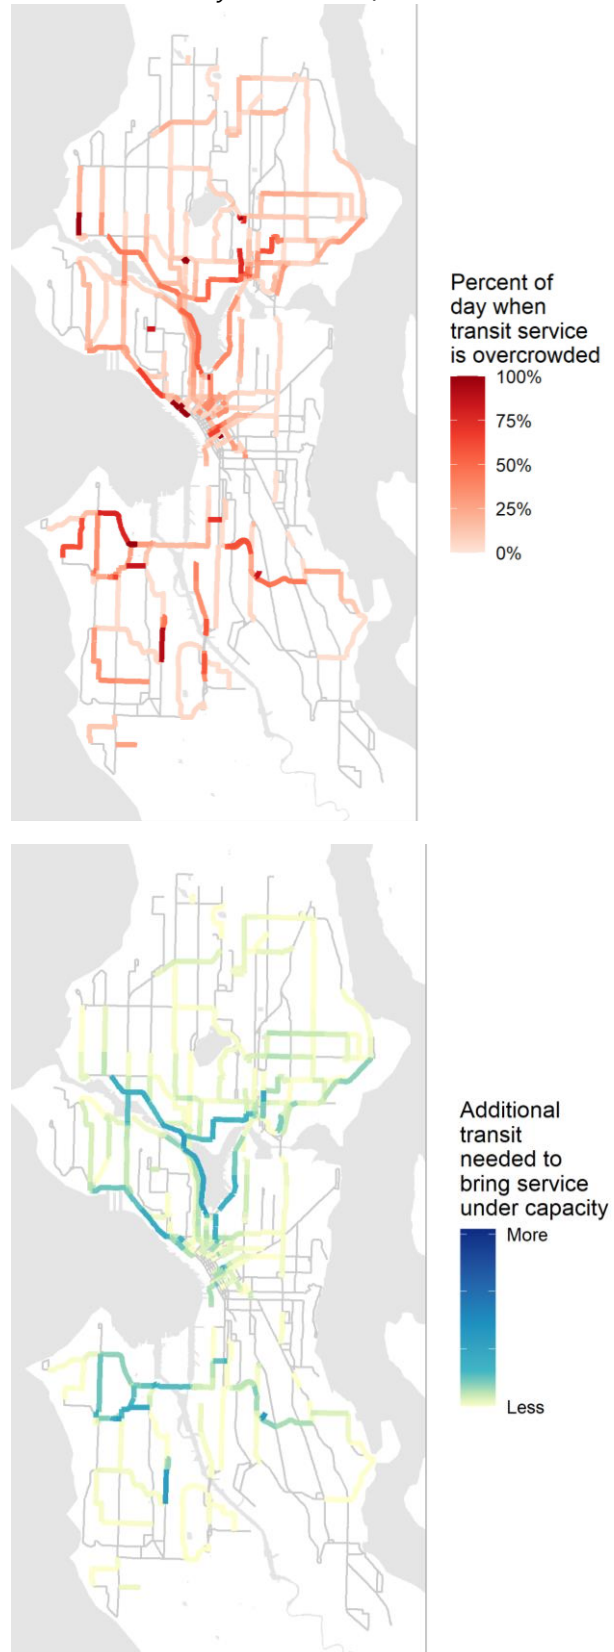 Percent of
day when
transit service
is overcrowded
100%
75%
50%
25%
0%
Additional
transit
needed to
bring service
under capacity
More
Less